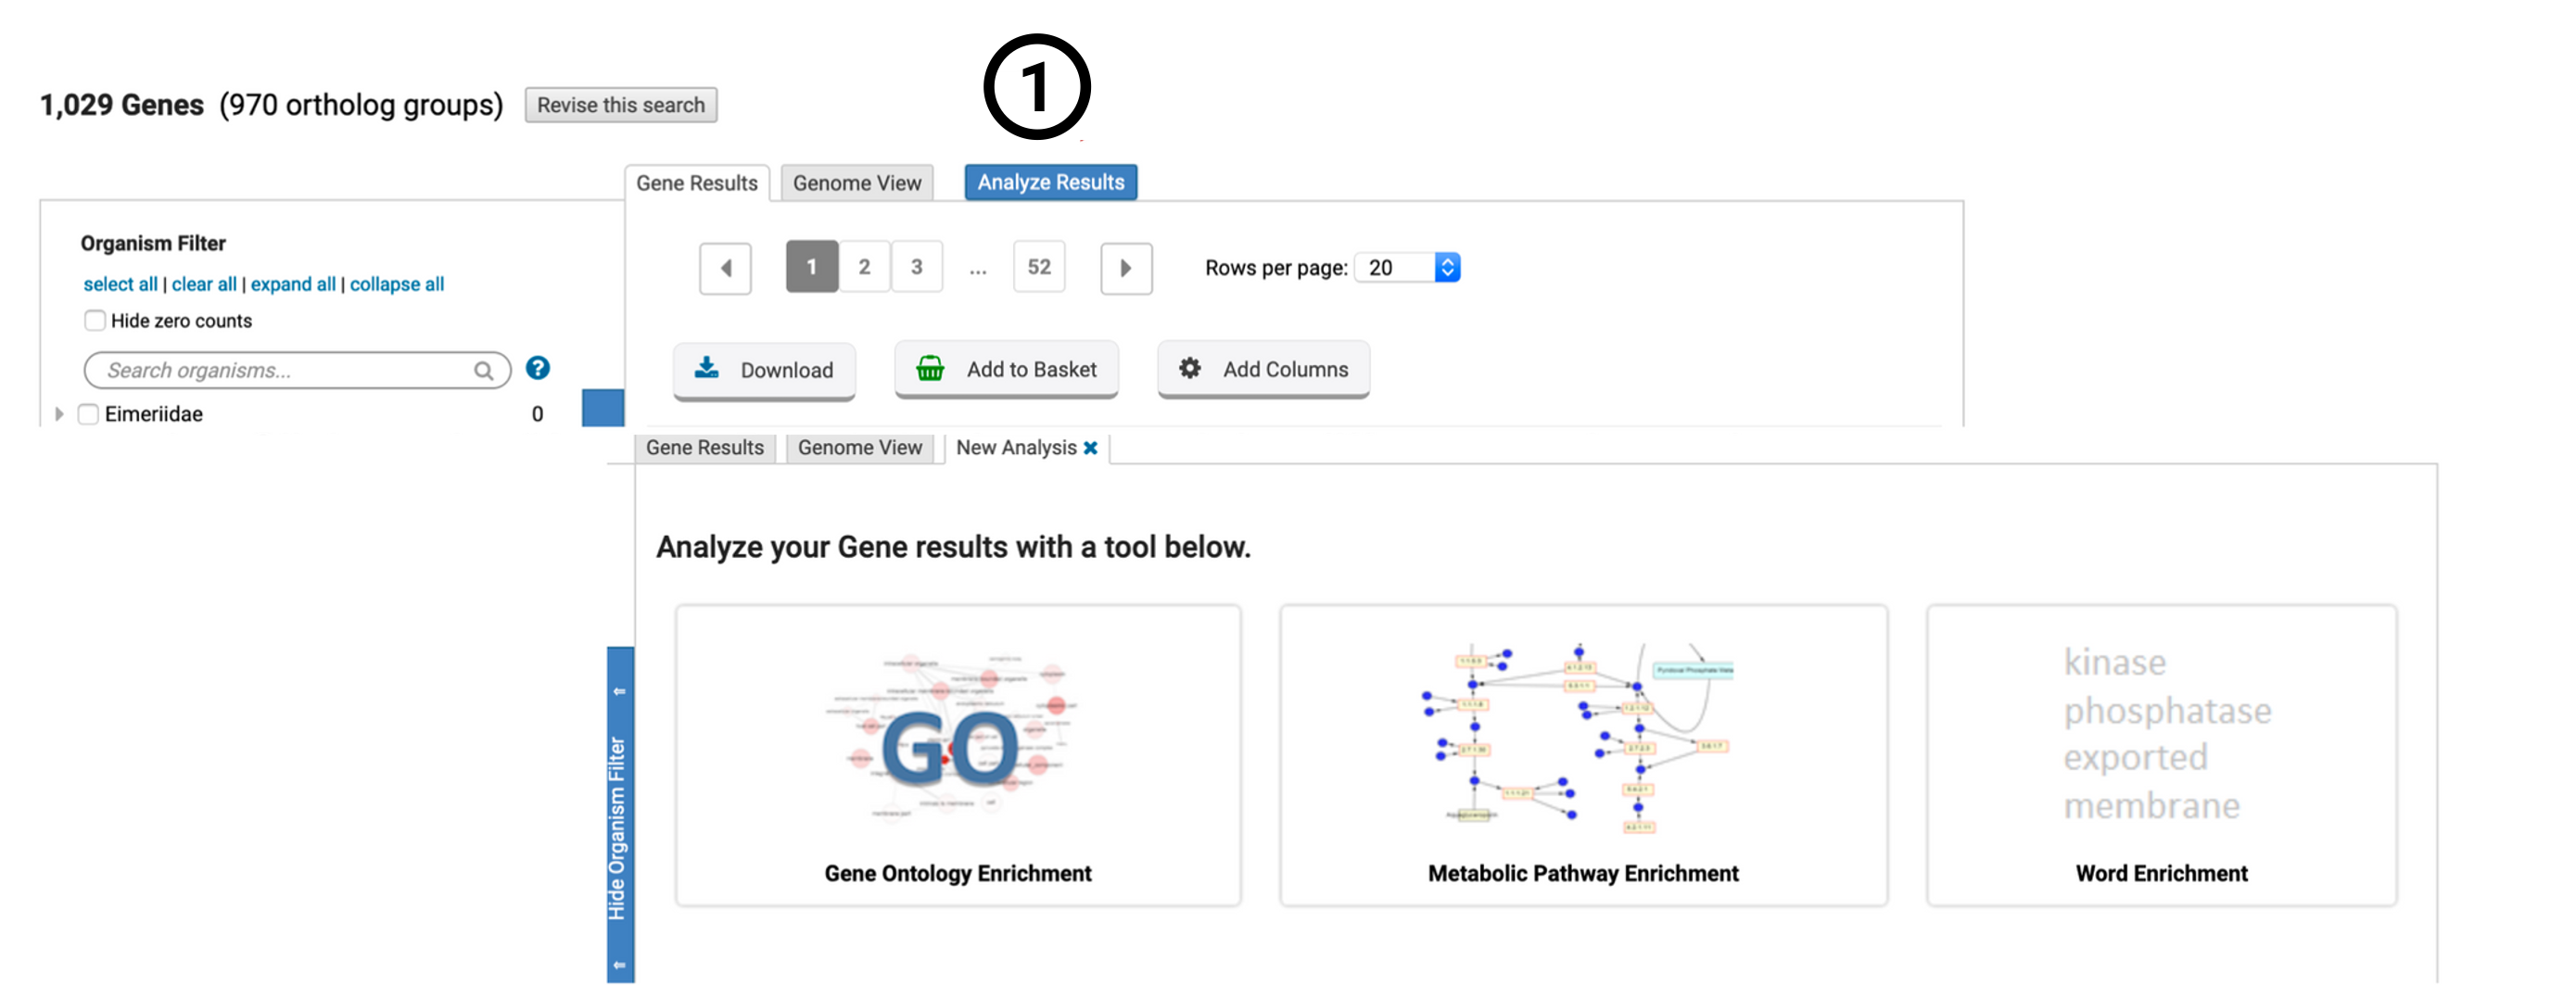 1
1,029 Genes (970 ortholog groups) Revise this search
Gene Results Genome View Analyze Results
Organism Filter
select all | clear all | expand all | collapse all
Hide zero counts
Search organisms... ?
Eimeriidae 0
1 2 3 ... 52 Rows per page: 20
Download Add to Basket Add Columns
Gene Results Genome View New Analysis
Analyze your Gene results with a tool below.
Hide Organism Filter
GO
Gene Ontology Enrichment
Metabolic Pathway Enrichment
kinase
phosphatase
exported
membrane
Word Enrichment